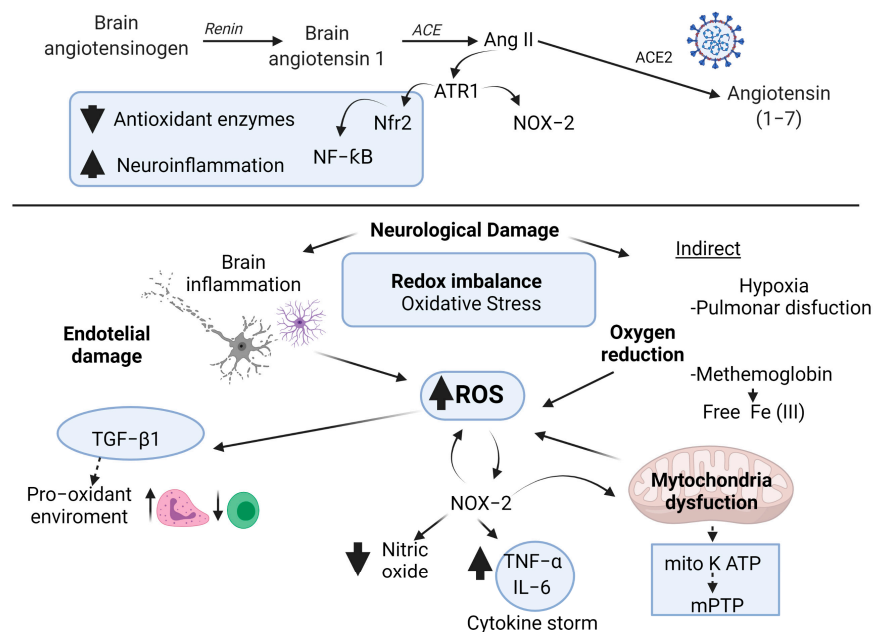 Brain
angiotensinogen
Renin
Brain
angiotensin 1
ACE
Ang II
ACE2
Angiotensin
(1−7)
ATR1
Antioxidant enzymes
Nfr2
NOX−2
Neuroinflammation
NF−ƙB
Neurological Damage
Indirect
Brain
inflammation
Redox imbalance
Oxidative Stress
Hypoxia
-Pulmonar disfuction
Endotelial
damage
Oxygen
reduction
ROS
-Methemoglobin
Free Fe (III)
TGF−β1
Pro−oxidant
enviroment
NOX−2
Mytochondria
dysfuction
Nitric
oxide
TNF−α
IL−6
Cytokine storm
mito K ATP
mPTP